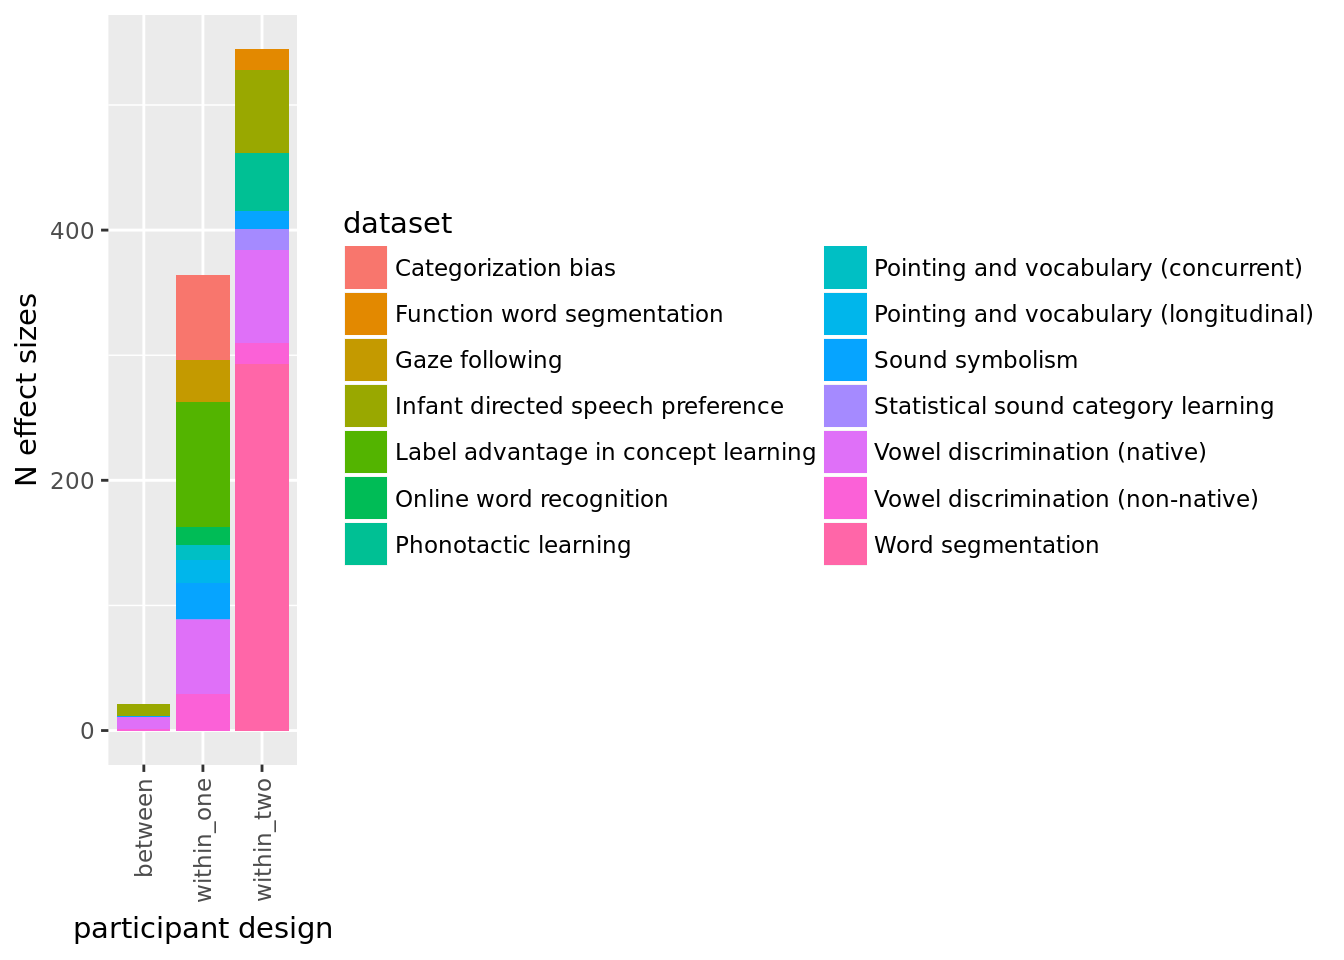 N effect sizes
400
200
0
between
within_one
within_two
participant design
dataset
Categorization bias
Function word segmentation
Gaze following
Infant directed speech preference
Label advantage in concept learning
Online word recognition
Phonotactic learning
Pointing and vocabulary (concurrent)
Pointing and vocabulary (longitudinal)
Sound symbolism
Statistical sound category learning
Vowel discrimination (native)
Vowel discrimination (non-native)
Word segmentation